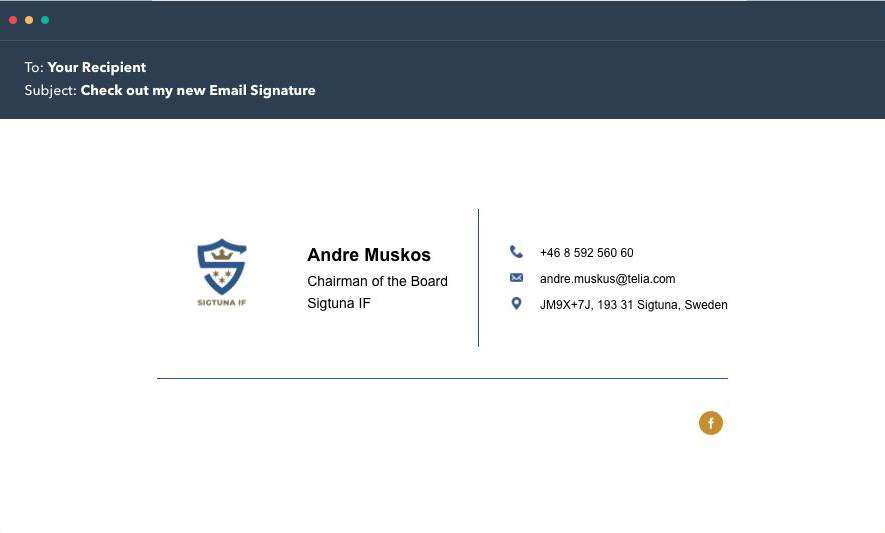 To: Your Recipient
Subject: Check out my new Email Signature
SIGTUNA IF
Andre Muskos
Chairman of the Board
Sigtuna IF
+46 8 592 560 60
andre.muskus@telia.com
JM9X+7J, 193 31 Sigtuna, Sweden